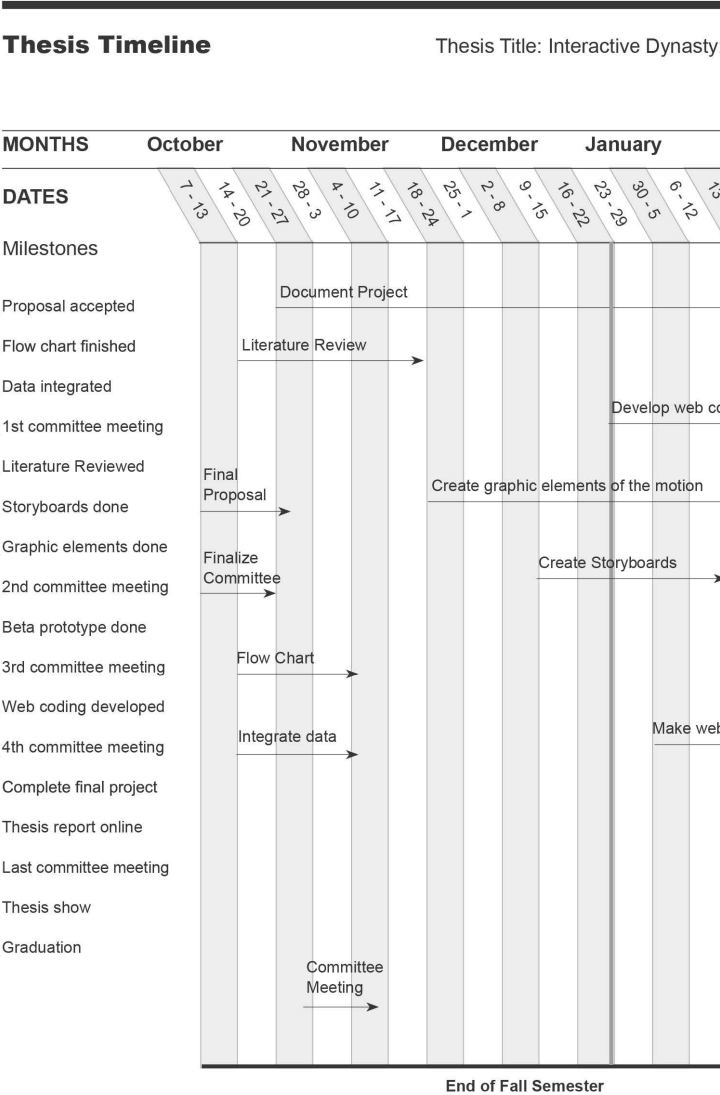 Thesis Timeline
Thesis Title: Interactive Dynasty
MONTHS October November December January
DATES
7 - 13
14 - 20
21 - 27
28 - 3
4 - 10
11 - 17
18 - 24
25 - 1
2 - 8
9 - 15
16 - 22
23 - 29
30 - 5
6 - 12
13
Milestones
Document Project
Proposal accepted
Literature Review
Flow chart finished
Data integrated
Develop web co
1st committee meeting
Literature Reviewed
Final
Proposal
Create graphic elements of the motion
Storyboards done
Graphic elements done
Finalize
Committee
Create Storyboards
2nd committee meeting
Beta prototype done
Flow Chart
3rd committee meeting
Web coding developed
Make web
Integrate data
4th committee meeting
Complete final project
Thesis report online
Last committee meeting
Thesis show
Graduation
Committee
Meeting
End of Fall Semester